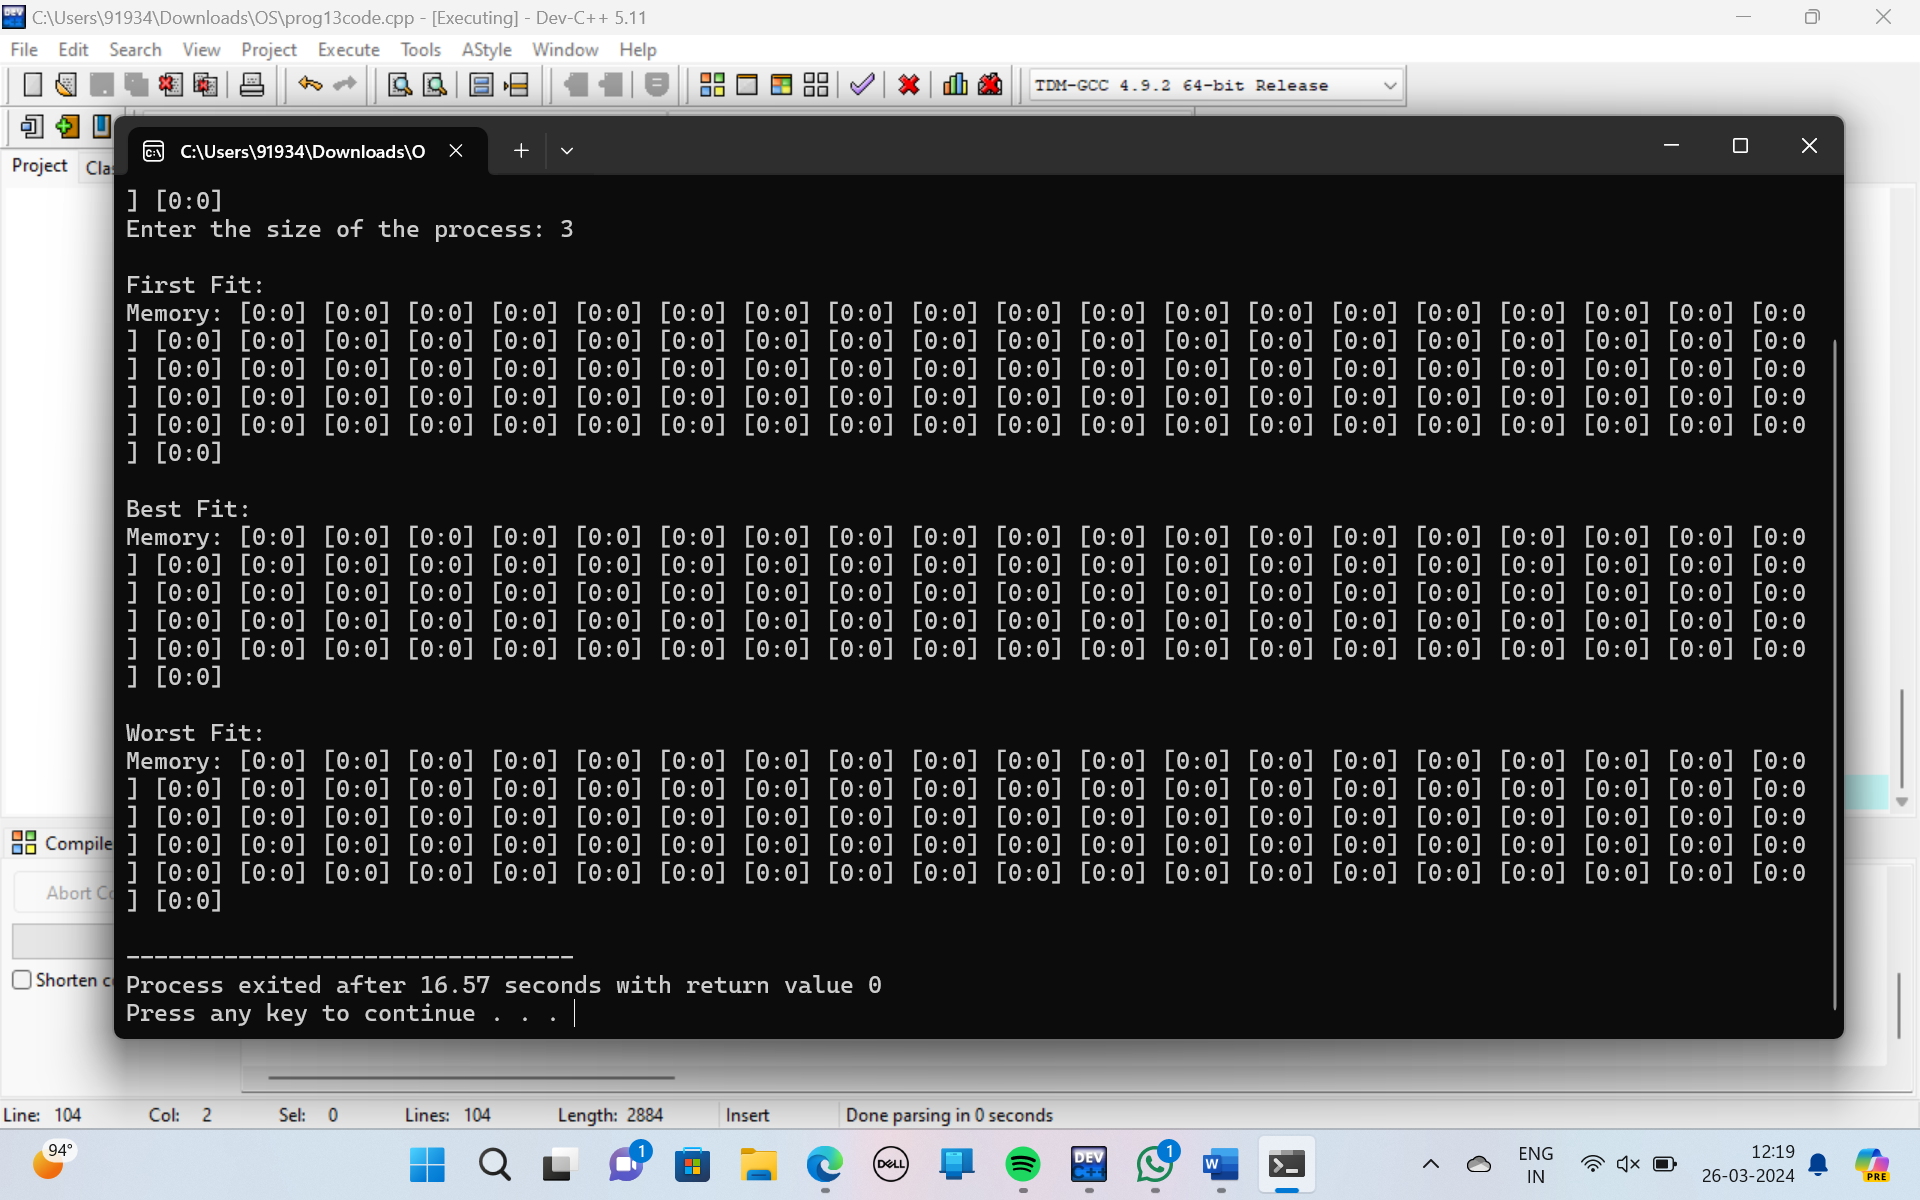 C:\Users\91934\Downloads\OS\prog13code.cpp - [Executing] - Dev-C++ 5.11
File Edit Search View Project Execute Tools AStyle Window Help
TDM-GCC 4.9.2 64-bit Release
C:\Users\91934\Downloads\O
Project
] [0:0]
Enter the size of the process: 3
First Fit:
Memory: [0:0] [0:0] [0:0] [0:0] [0:0] [0:0] [0:0] [0:0] [0:0] [0:0] [0:0] [0:0] [0:0] [0:0] [0:0] [0:0] [0:0] [0:0] [0:0
] [0:0] [0:0] [0:0] [0:0] [0:0] [0:0] [0:0] [0:0] [0:0] [0:0] [0:0] [0:0] [0:0] [0:0] [0:0] [0:0] [0:0] [0:0] [0:0] [0:0
] [0:0] [0:0] [0:0] [0:0] [0:0] [0:0] [0:0] [0:0] [0:0] [0:0] [0:0] [0:0] [0:0] [0:0] [0:0] [0:0] [0:0] [0:0] [0:0] [0:0
] [0:0] [0:0] [0:0] [0:0] [0:0] [0:0] [0:0] [0:0] [0:0] [0:0] [0:0] [0:0] [0:0] [0:0] [0:0] [0:0] [0:0] [0:0] [0:0] [0:0
] [0:0] [0:0] [0:0] [0:0] [0:0] [0:0] [0:0] [0:0] [0:0] [0:0] [0:0] [0:0] [0:0] [0:0] [0:0] [0:0] [0:0] [0:0] [0:0] [0:0
] [0:0]
Best Fit:
Memory: [0:0] [0:0] [0:0] [0:0] [0:0] [0:0] [0:0] [0:0] [0:0] [0:0] [0:0] [0:0] [0:0] [0:0] [0:0] [0:0] [0:0] [0:0] [0:0
] [0:0] [0:0] [0:0] [0:0] [0:0] [0:0] [0:0] [0:0] [0:0] [0:0] [0:0] [0:0] [0:0] [0:0] [0:0] [0:0] [0:0] [0:0] [0:0] [0:0
] [0:0] [0:0] [0:0] [0:0] [0:0] [0:0] [0:0] [0:0] [0:0] [0:0] [0:0] [0:0] [0:0] [0:0] [0:0] [0:0] [0:0] [0:0] [0:0] [0:0
] [0:0] [0:0] [0:0] [0:0] [0:0] [0:0] [0:0] [0:0] [0:0] [0:0] [0:0] [0:0] [0:0] [0:0] [0:0] [0:0] [0:0] [0:0] [0:0] [0:0
] [0:0] [0:0] [0:0] [0:0] [0:0] [0:0] [0:0] [0:0] [0:0] [0:0] [0:0] [0:0] [0:0] [0:0] [0:0] [0:0] [0:0] [0:0] [0:0] [0:0
] [0:0]
Worst Fit:
Memory: [0:0] [0:0] [0:0] [0:0] [0:0] [0:0] [0:0] [0:0] [0:0] [0:0] [0:0] [0:0] [0:0] [0:0] [0:0] [0:0] [0:0] [0:0] [0:0
] [0:0] [0:0] [0:0] [0:0] [0:0] [0:0] [0:0] [0:0] [0:0] [0:0] [0:0] [0:0] [0:0] [0:0] [0:0] [0:0] [0:0] [0:0] [0:0] [0:0
] [0:0] [0:0] [0:0] [0:0] [0:0] [0:0] [0:0] [0:0] [0:0] [0:0] [0:0] [0:0] [0:0] [0:0] [0:0] [0:0] [0:0] [0:0] [0:0] [0:0
] [0:0] [0:0] [0:0] [0:0] [0:0] [0:0] [0:0] [0:0] [0:0] [0:0] [0:0] [0:0] [0:0] [0:0] [0:0] [0:0] [0:0] [0:0] [0:0] [0:0
] [0:0] [0:0] [0:0] [0:0] [0:0] [0:0] [0:0] [0:0] [0:0] [0:0] [0:0] [0:0] [0:0] [0:0] [0:0] [0:0] [0:0] [0:0] [0:0] [0:0
] [0:0]
--------------------------------
Process exited after 16.57 seconds with return value 0
Press any key to continue . . .
Compile
Abort
Shorten
Line: 104 Col: 2 Sel: 0 Lines: 104 Length: 2884 Insert Done parsing in 0 seconds
94°
1
DELL
DEV C++
1
W
ENG
IN
12:19
26-03-2024
PRE